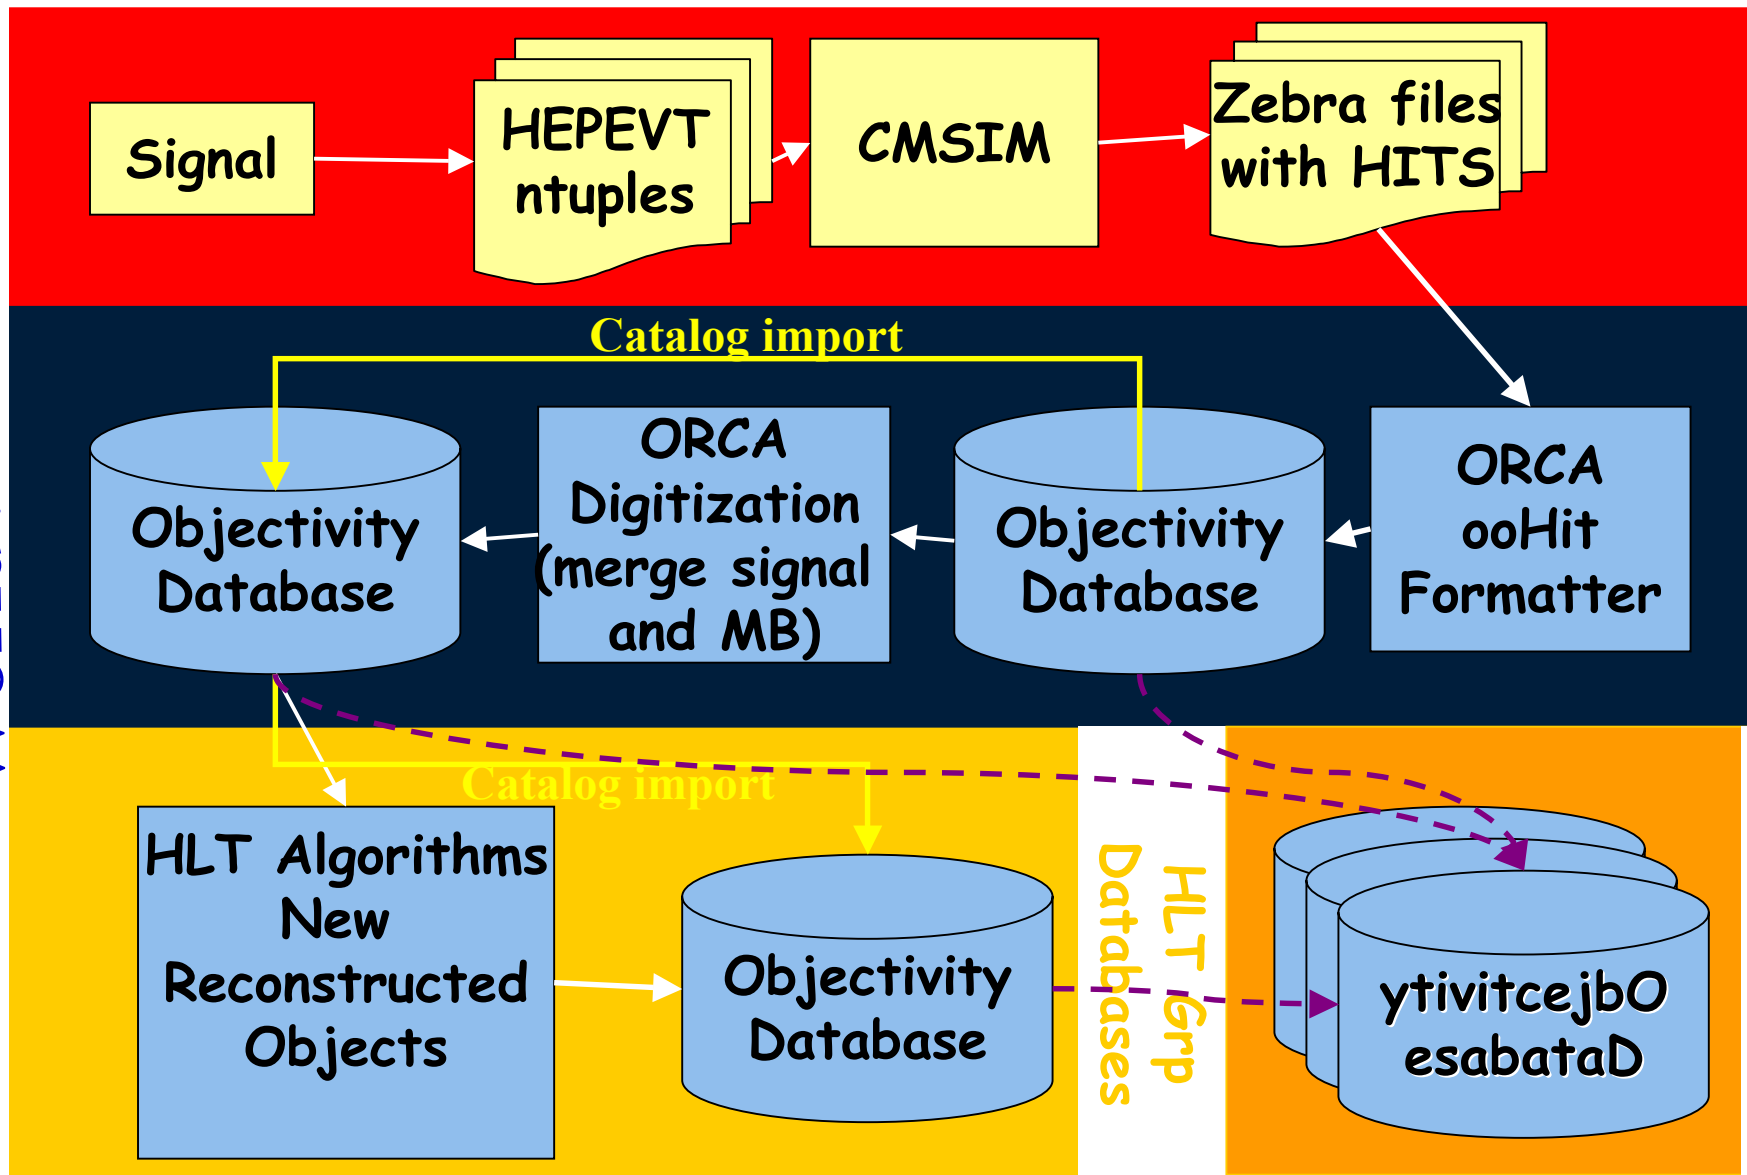 Signal
HEPEVT
ntuples
CMSIM
Zebra files
with HITS
Catalog import
Objectivity
Database
ORCA
Digitization
(merge signal
and MB)
Objectivity
Database
ORCA
ooHit
Formatter
Catalog import
HLT Algorithms
New
Reconstructed
Objects
Objectivity
Database
HLT Grp
Databases
ytivitcejbO
esabataD